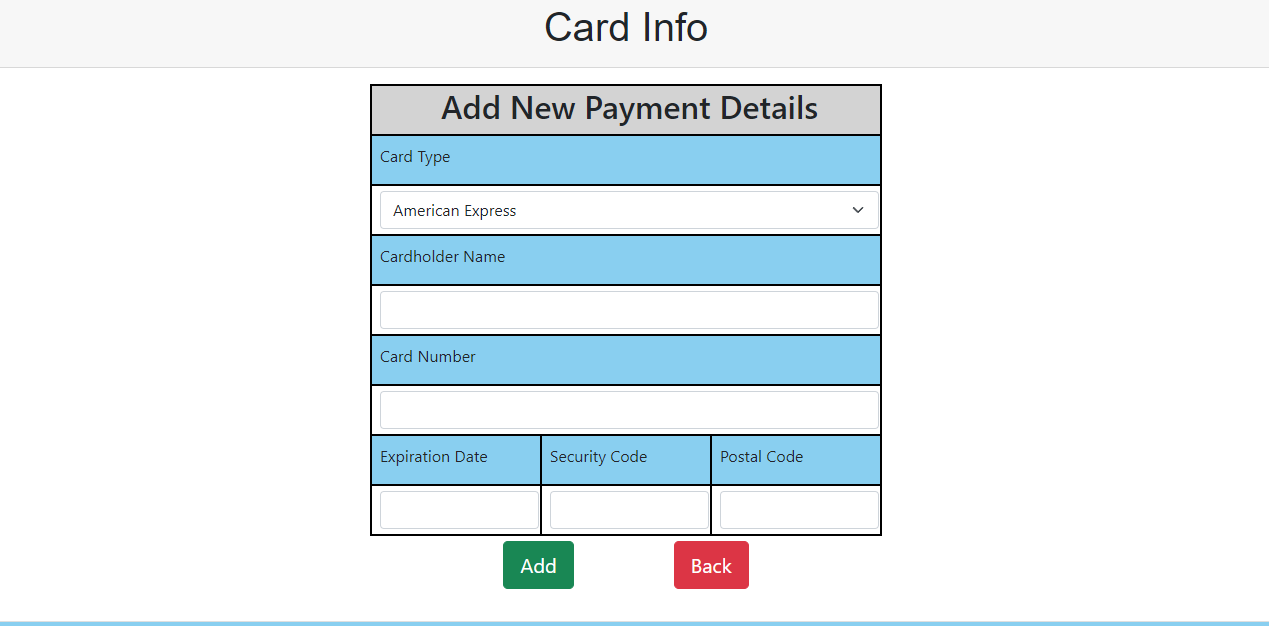 Card Info
Add New Payment Details
Card Type
American Express
Cardholder Name
Card Number
Expiration Date Security Code Postal Code
Add Back